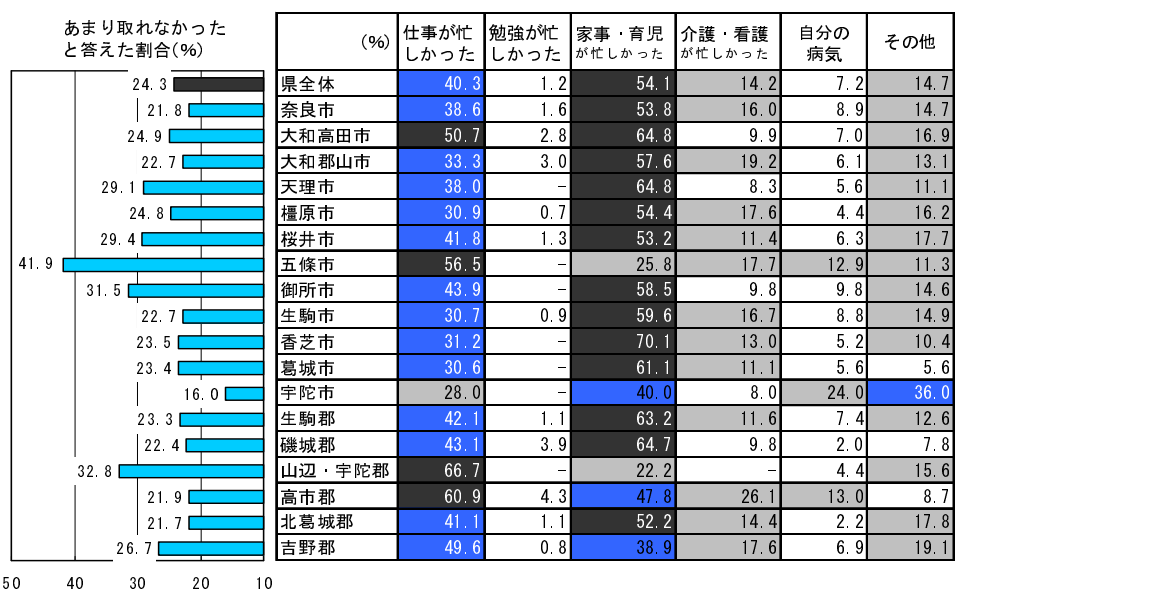 あまり取れなかった
と答えた割合(%)
(%) 仕事が忙しかった 勉強が忙しかった 家事・育児が忙しかった 介護・看護が忙しかった 自分の病気 その他
24.3 県全体 40.3 1.2 54.1 14.2 7.2 14.7
21.8 奈良市 38.6 1.6 53.8 16.0 8.9 14.7
24.9 大和高田市 50.7 2.8 64.8 9.9 7.0 16.9
22.7 大和郡山市 33.3 3.0 57.6 19.2 6.1 13.1
29.1 天理市 38.0 - 64.8 8.3 5.6 11.1
24.8 橿原市 30.9 0.7 54.4 17.6 4.4 16.2
29.4 桜井市 41.8 1.3 53.2 11.4 6.3 17.7
41.9 五條市 56.5 - 25.8 17.7 12.9 11.3
31.5 御所市 43.9 - 58.5 9.8 9.8 14.6
22.7 生駒市 30.7 0.9 59.6 16.7 8.8 14.9
23.5 香芝市 31.2 - 70.1 13.0 5.2 10.4
23.4 葛城市 30.6 - 61.1 11.1 5.6 5.6
16.0 宇陀市 28.0 - 40.0 8.0 24.0 36.0
23.3 生駒郡 42.1 1.1 63.2 11.6 7.4 12.6
22.4 磯城郡 43.1 3.9 64.7 9.8 2.0 7.8
32.8 山辺・宇陀郡 66.7 - 22.2 - 4.4 15.6
21.9 高市郡 60.9 4.3 47.8 26.1 13.0 8.7
21.7 北葛城郡 41.1 1.1 52.2 14.4 2.2 17.8
26.7 吉野郡 49.6 0.8 38.9 17.6 6.9 19.1
50 40 30 20 10